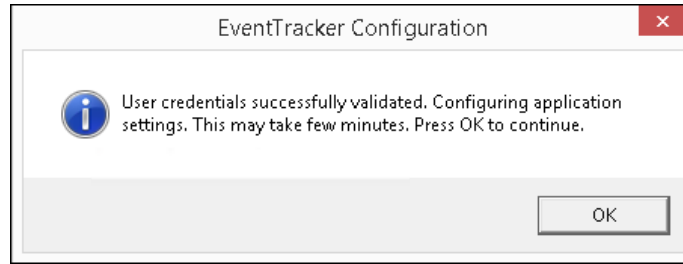 EventTracker Configuration
User credentials successfully validated. Configuring application
settings. This may take few minutes. Press OK to continue.
OK